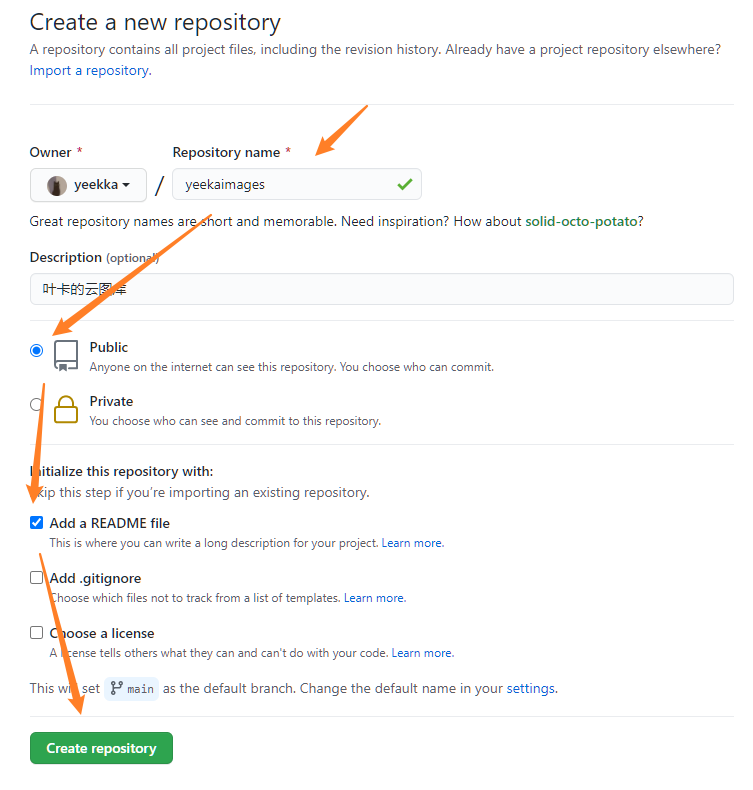 Create a new repository
A repository contains all project files, including the revision history. Already have a project repository elsewhere?
Import a repository.
Owner * Repository name *
yeekka / yeekaimages
Great repository names are short and memorable. Need inspiration? How about solid-octo-potato?
Description (optional)
叶卡的云图库
Public
Anyone on the internet can see this repository. You choose who can commit.
Private
You choose who can see and commit to this repository.
Initialize this repository with:
Skip this step if you're importing an existing repository.
Add a README file
This is where you can write a long description for your project. Learn more.
Add .gitignore
Choose which files not to track from a list of templates. Learn more.
Choose a license
A license tells others what they can and can't do with your code. Learn more.
This will set main as the default branch. Change the default name in your settings.
Create repository